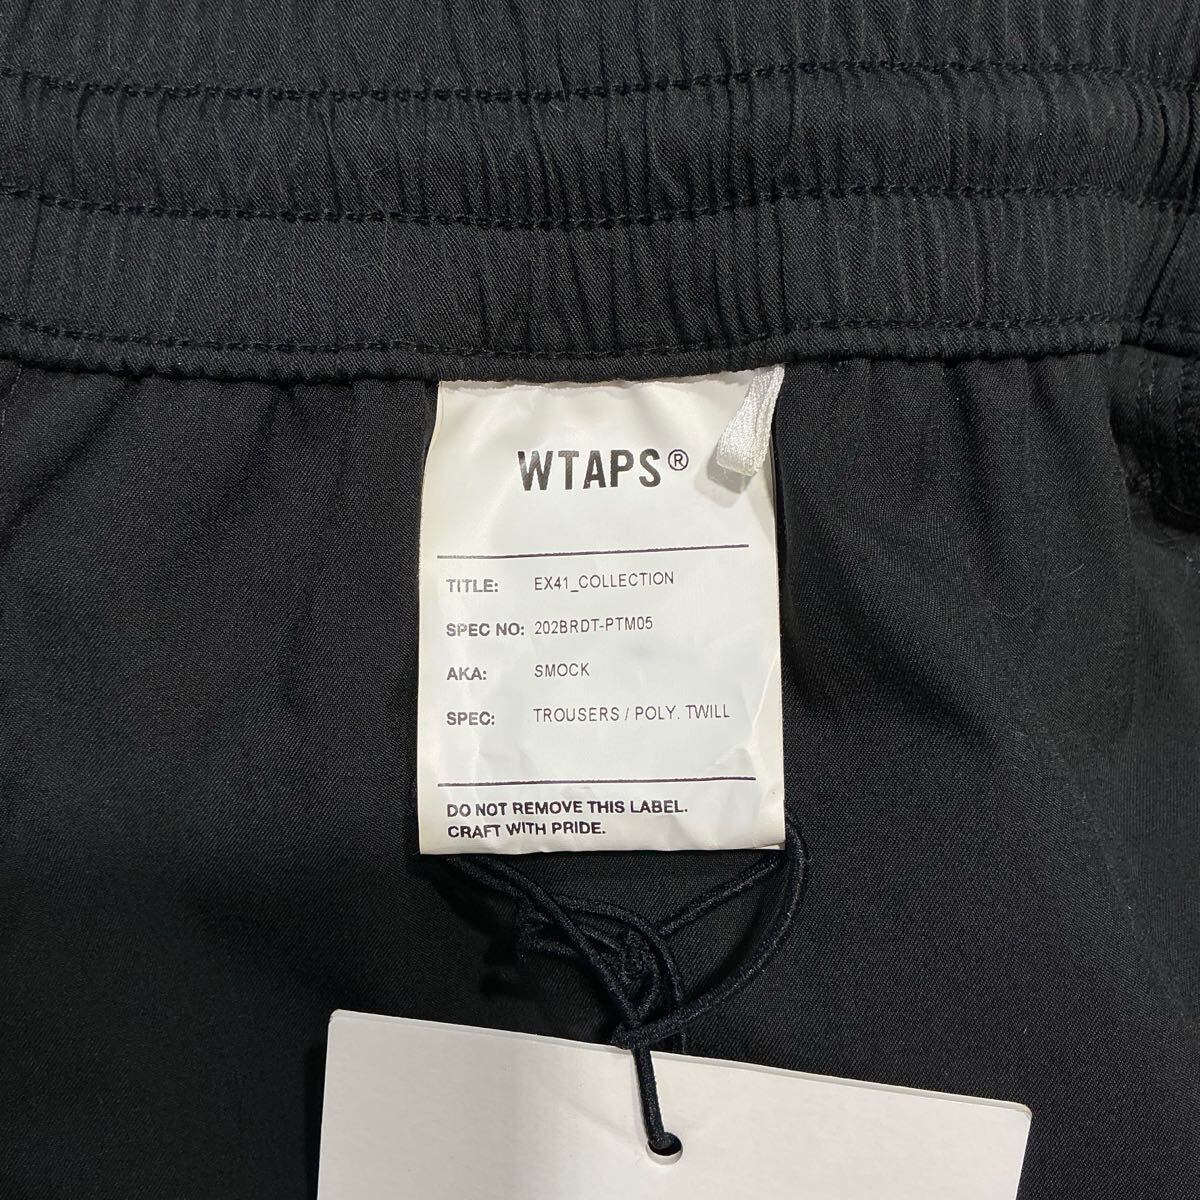 WTAPS®
TITLE: EX41_COLLECTION
SPEC NO: 202BRDT-PTM05
AKA: SMOCK
SPEC: TROUSERS / POLY. TWILL
DO NOT REMOVE THIS LABEL.
CRAFT WITH PRIDE.